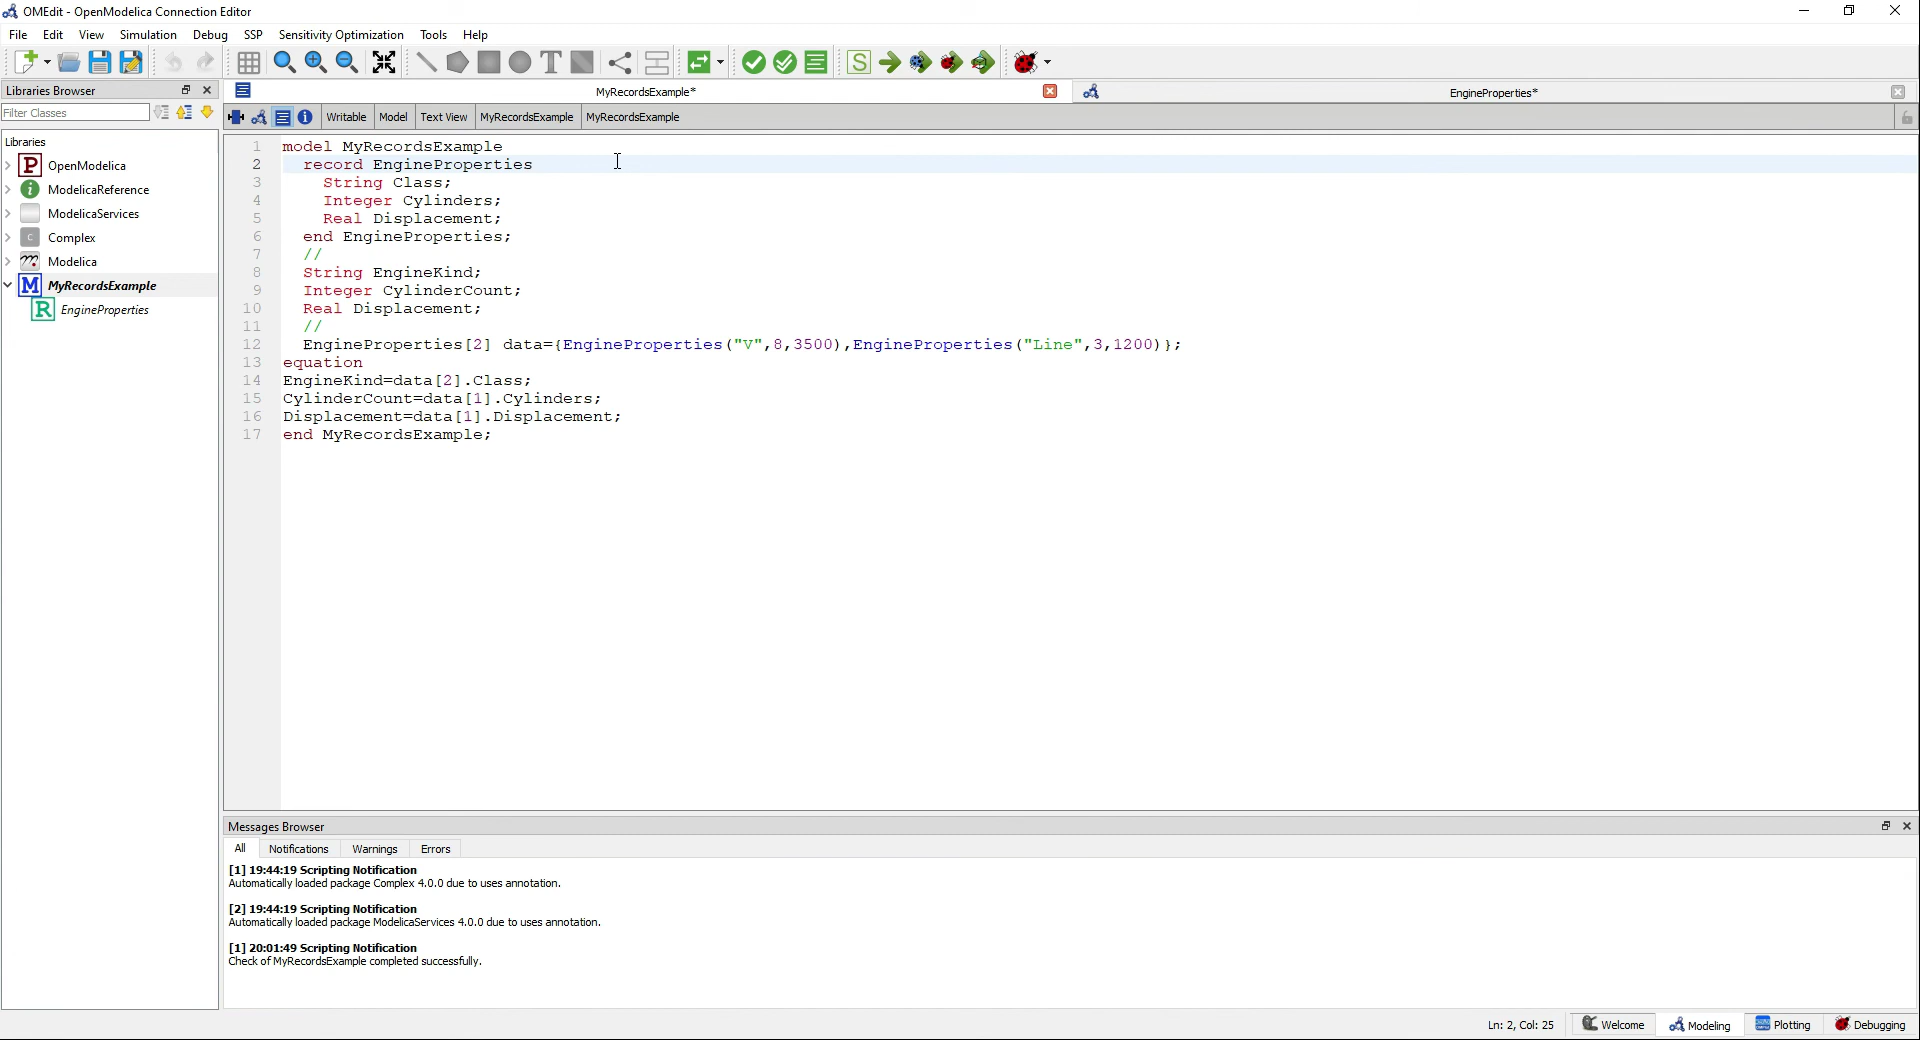 OMEdit - OpenModelica Connection Editor
File Edit View Simulation Debug SSP Sensitivity Optimization Tools Help
Libraries Browser
MyRecordsExample*
EngineProperties*
Filter Classes
Writable Model Text View MyRecordsExample MyRecordsExample
Libraries
P OpenModelica
i ModelicaReference
ModelicaServices
C Complex
m Modelica
M MyRecordsExample
R EngineProperties
1 model MyRecordsExample
2 record EngineProperties
3 String Class;
4 Integer Cylinders;
5 Real Displacement;
6 end EngineProperties;
7 //
8 String EngineKind;
9 Integer CylinderCount;
10 Real Displacement;
11 //
12 EngineProperties[2] data={EngineProperties("V",8,3500),EngineProperties("Line",3,1200)};
13 equation
14 EngineKind=data[2].Class;
15 CylinderCount=data[1].Cylinders;
16 Displacement=data[1].Displacement;
17 end MyRecordsExample;
Messages Browser
All Notifications Warnings Errors
[1] 19:44:19 Scripting Notification
Automatically loaded package Complex 4.0.0 due to uses annotation.
[2] 19:44:19 Scripting Notification
Automatically loaded package ModelicaServices 4.0.0 due to uses annotation.
[1] 20:01:49 Scripting Notification
Check of MyRecordsExample completed successfully.
Ln: 2, Col: 25 Welcome Modeling Plotting Debugging